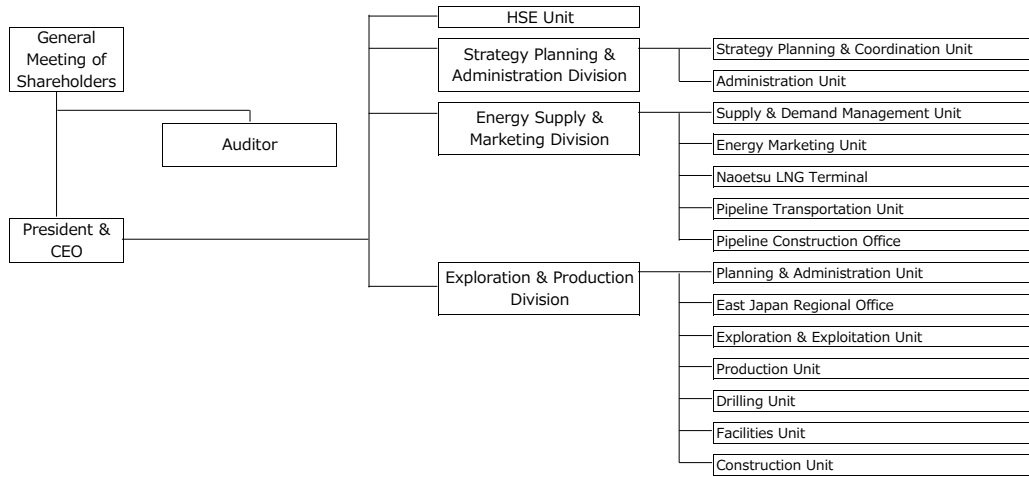 General
Meeting of
Shareholders
Auditor
President &
CEO
HSE Unit
Strategy Planning &
Administration Division
Strategy Planning & Coordination Unit
Administration Unit
Energy Supply &
Marketing Division
Supply & Demand Management Unit
Energy Marketing Unit
Naoetsu LNG Terminal
Pipeline Transportation Unit
Pipeline Construction Office
Exploration & Production
Division
Planning & Administration Unit
East Japan Regional Office
Exploration & Exploitation Unit
Production Unit
Drilling Unit
Facilities Unit
Construction Unit